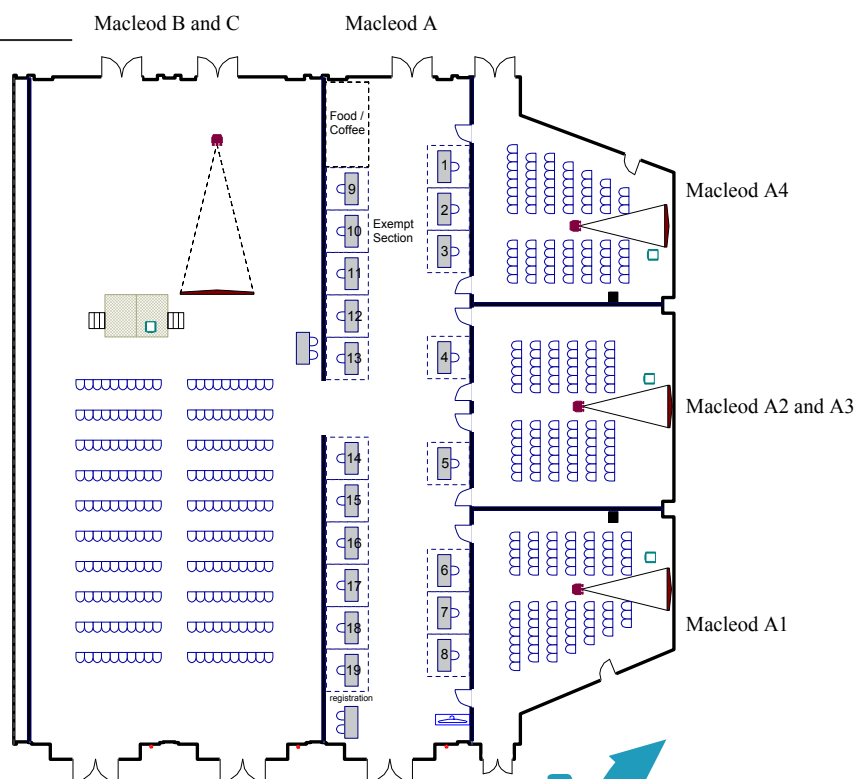 Macleod B and C
Macleod A
Food /
Coffee
1
9
2
Macleod A4
10
Exempt
Section
3
11
12
13
4
Macleod A2 and A3
14
5
15
16
6
17
7
18
Macleod A1
8
19
registration